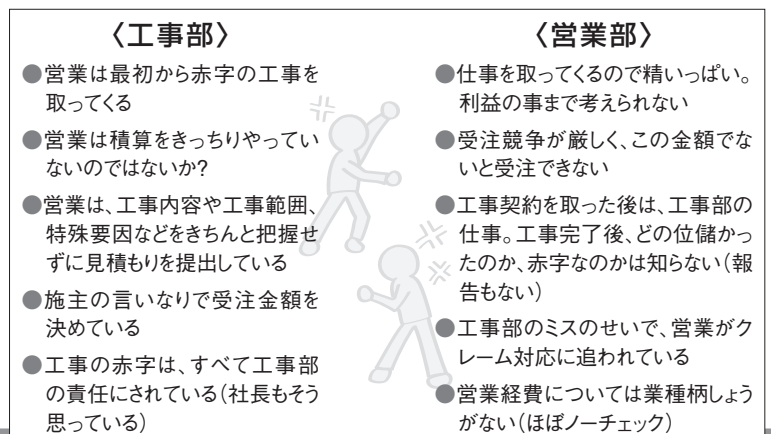 〈工事部〉
●営業は最初から赤字の工事を
取ってくる
●営業は積算をきっちりやってい
ないのではないか?
●営業は、工事内容や工事範囲、
特殊要因などをきちんと把握せ
ずに見積もりを提出している
●施主の言いなりで受注金額を
決めている
●工事の赤字は、すべて工事部
の責任にされている(社長もそう
思っている)
〈営業部〉
●仕事を取ってくるので精いっぱい。
利益の事まで考えられない
●受注競争が厳しく、この金額でな
いと受注できない
●工事契約を取った後は、工事部の
仕事。工事完了後、どの位儲かっ
たのか、赤字なのかは知らない(報
告もない)
●工事部のミスのせいで、営業がク
レーム対応に追われている
●営業経費については業種柄しょう
がない(ほぼノーチェック)